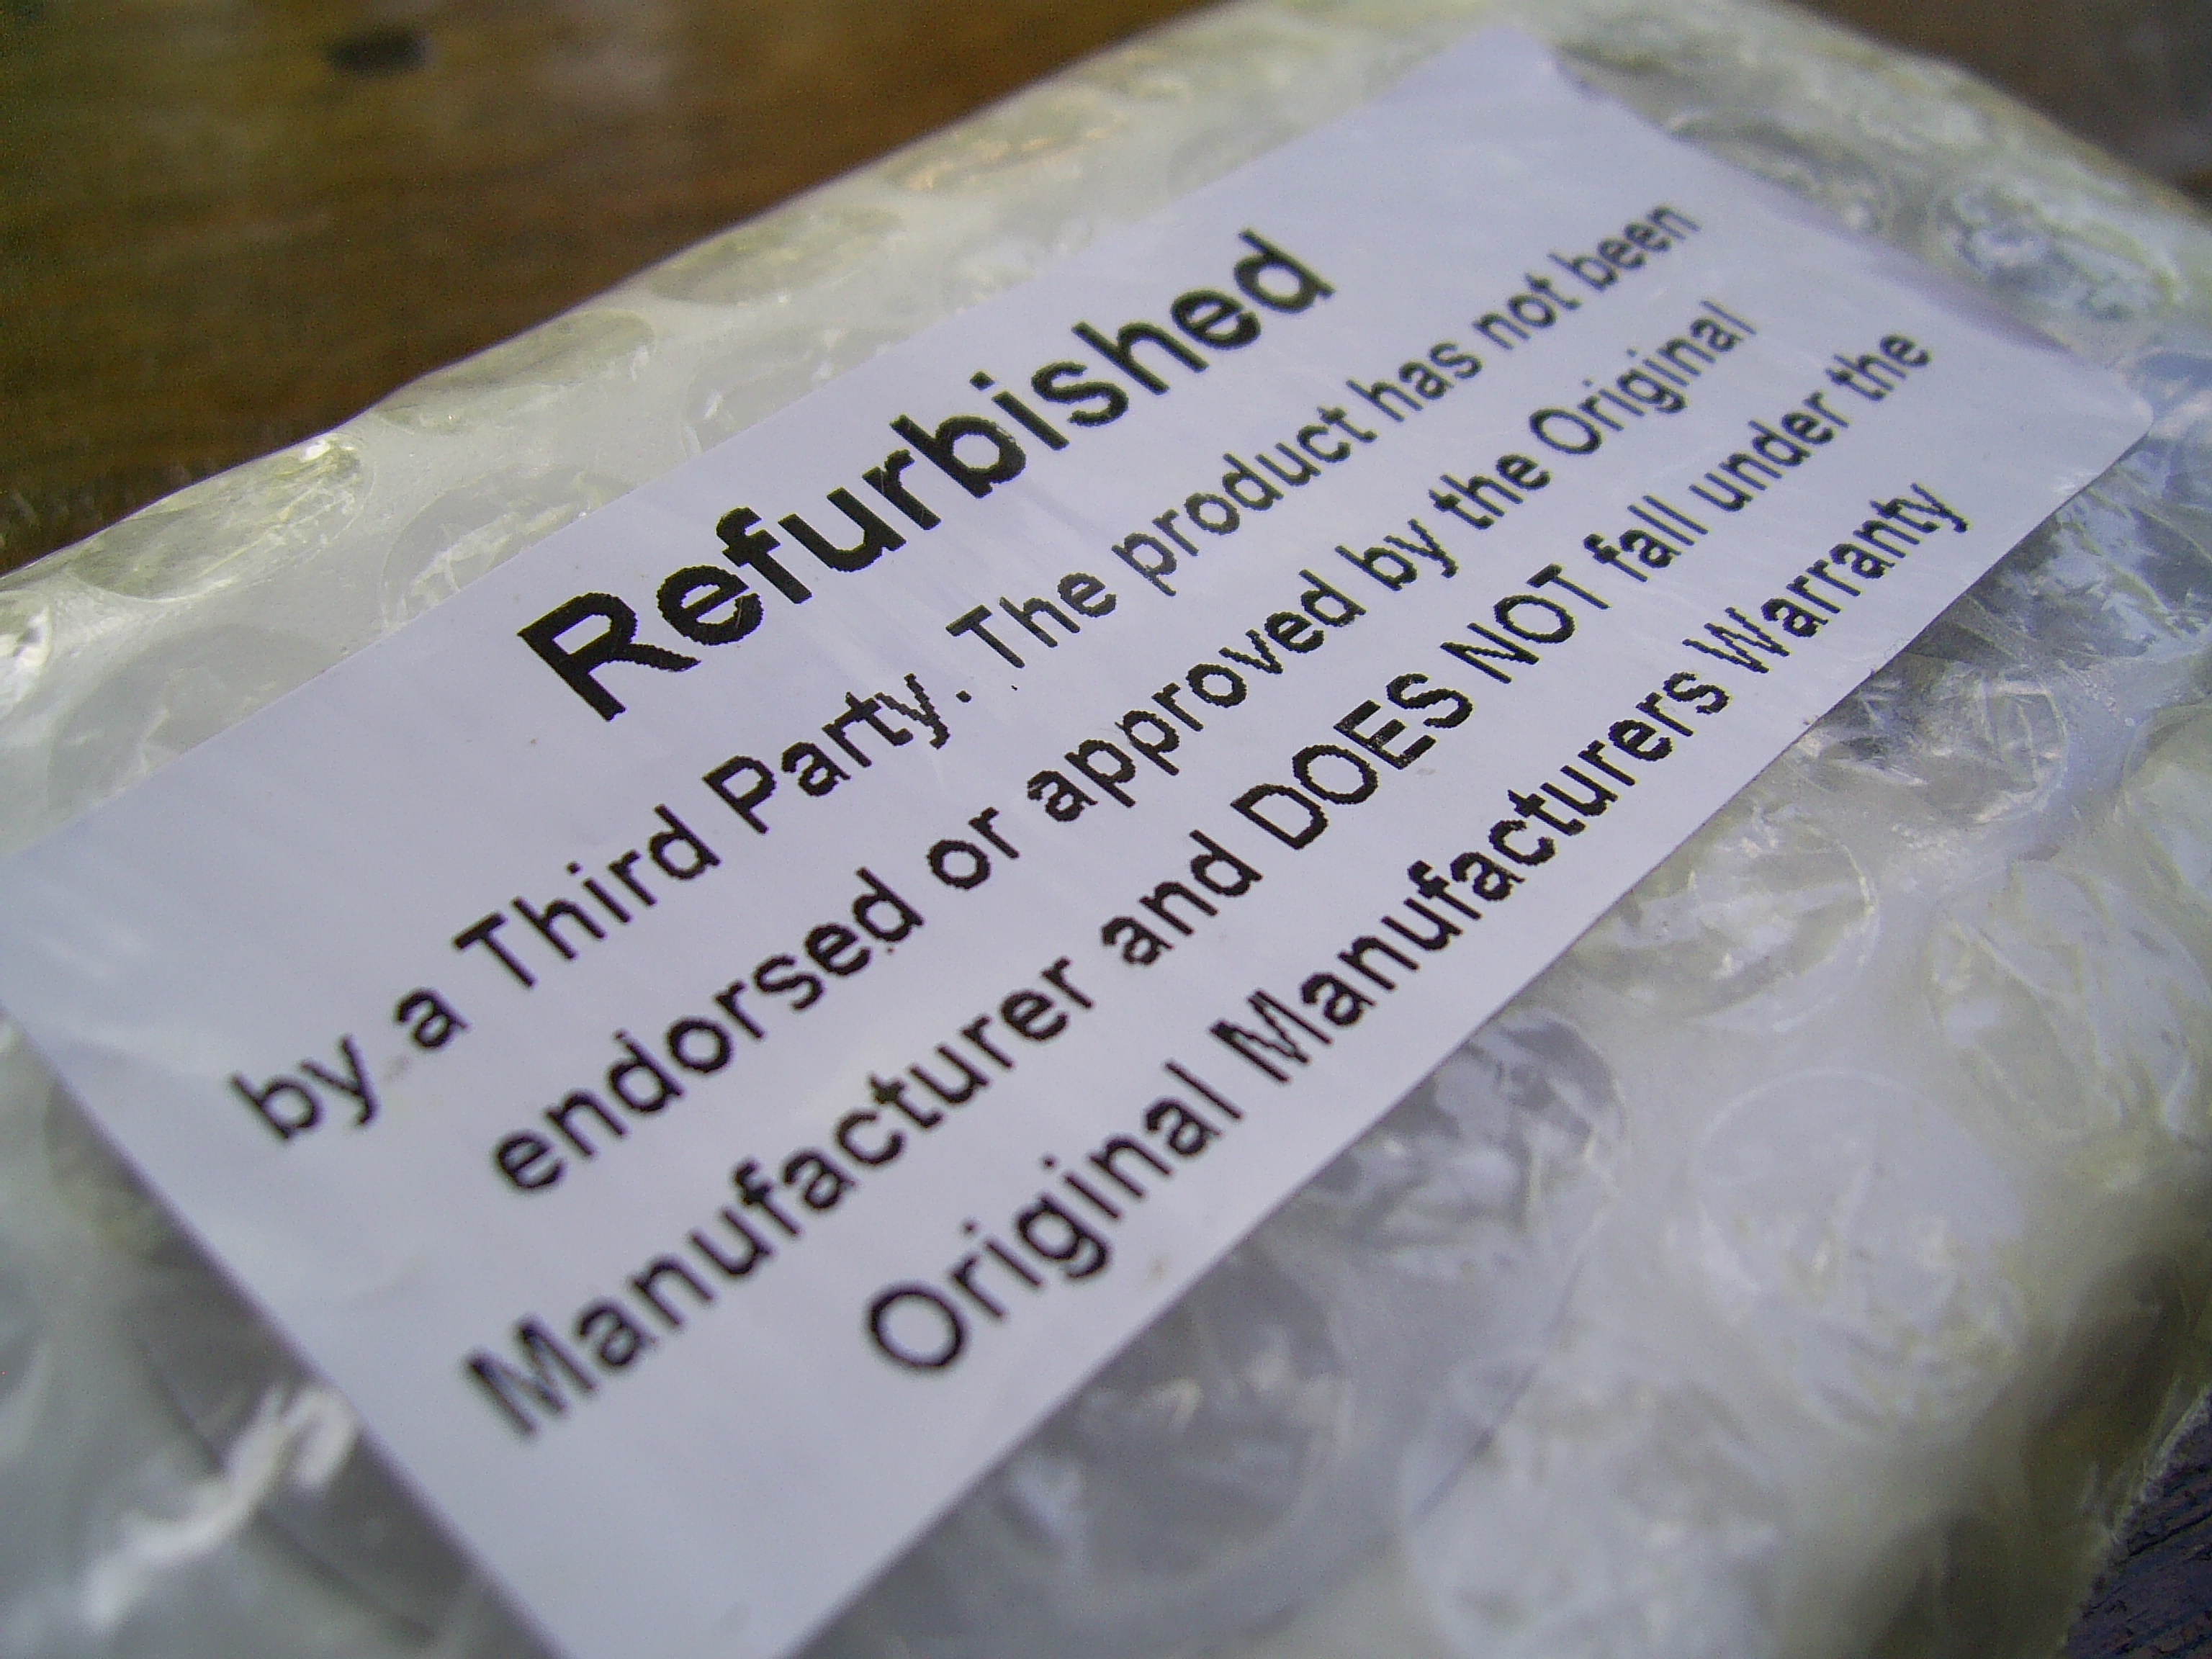 Refurbished
by a Third Party. The product has not been
endorsed or approved by the Original
Manufacturer and DOES NOT fall under the
Original Manufacturers Warranty